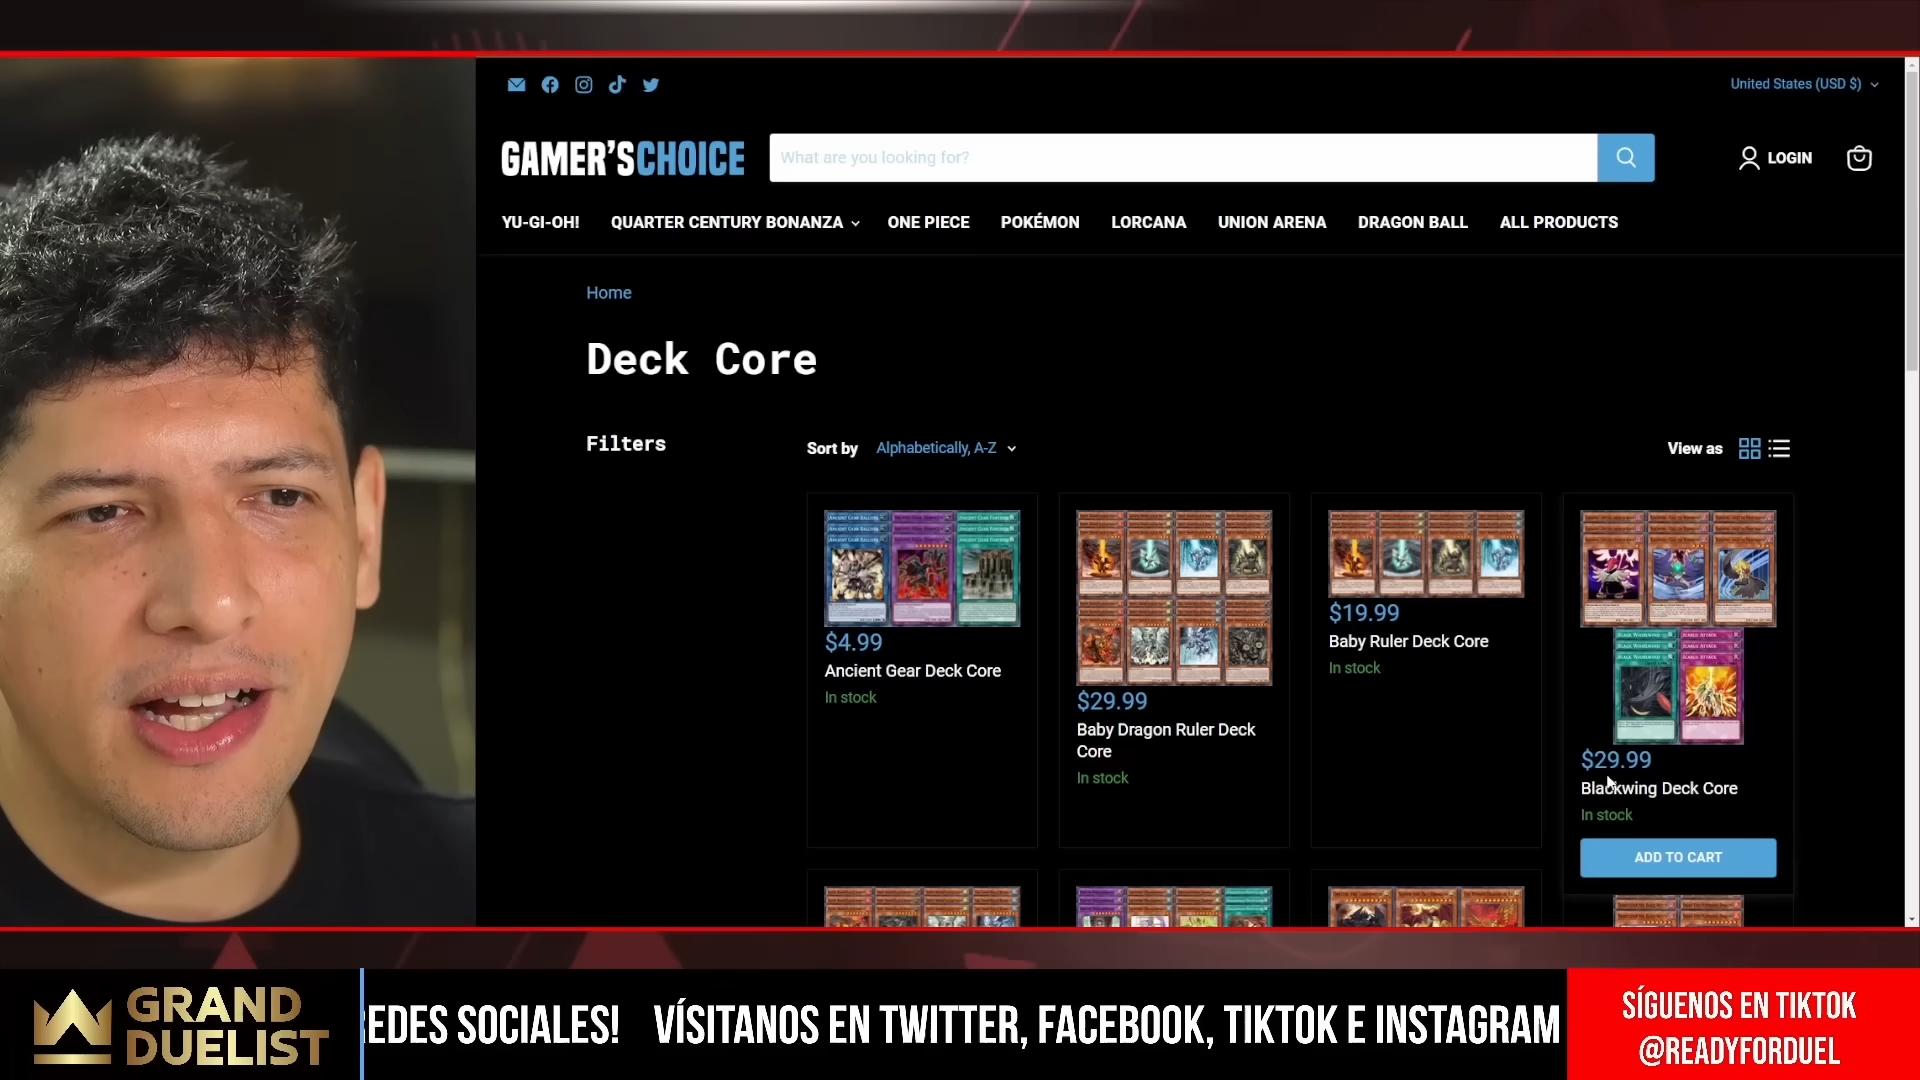 United States (USD $)
GAMER'SCHOICE
What are you looking for?
LOGIN
YU-GI-OH! QUARTER CENTURY BONANZA ONE PIECE POKÉMON LORCANA UNION ARENA DRAGON BALL ALL PRODUCTS
Home
Deck Core
Filters
Sort by Alphabetically, A-Z
View as
$4.99
Ancient Gear Deck Core
In stock
$29.99
Baby Dragon Ruler Deck
Core
In stock
$19.99
Baby Ruler Deck Core
In stock
$29.99
Blackwing Deck Core
In stock
ADD TO CART
GRAND
DUELIST
REDES SOCIALES! VÍSITANOS EN TWITTER, FACEBOOK, TIKTOK E INSTAGRAM
SÍGUENOS EN TIKTOK
@READYFORDUEL